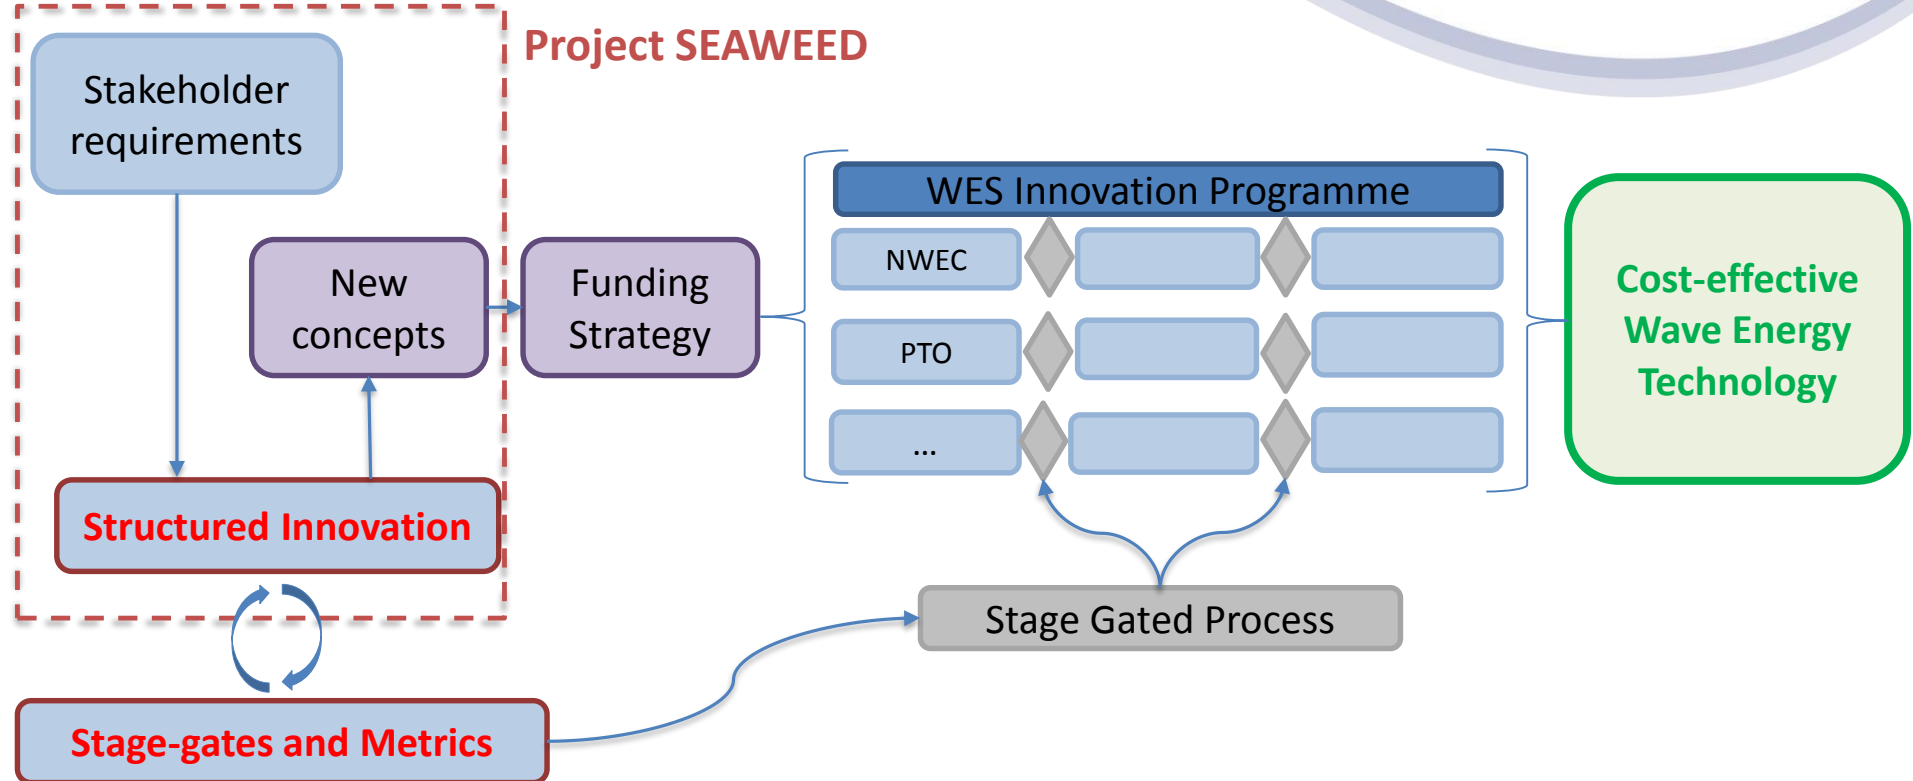 Project SEAWEED
Stakeholder
requirements
New
concepts
Structured Innovation
Stage-gates and Metrics
Funding
Strategy
WES Innovation Programme
NWEC
PTO
...
Stage Gated Process
Cost-effective
Wave Energy
Technology